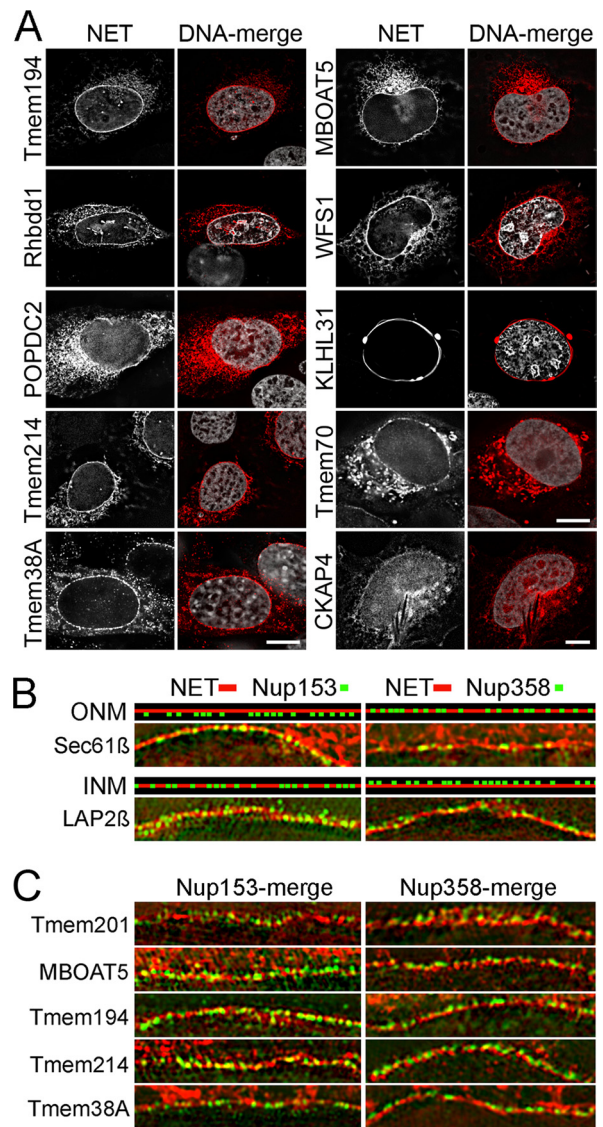 A
NET DNA-merge NET DNA-merge
Tmem194 MBOAT5
Rhbdd1 WFS1
POPDC2 KLHL31
Tmem214 Tmem70
Tmem38A CKAP4
B
NET Nup153 NET Nup358
ONM
Sec61ß
INM
LAP2ß
C
Nup153-merge Nup358-merge
Tmem201
MBOAT5
Tmem194
Tmem214
Tmem38A